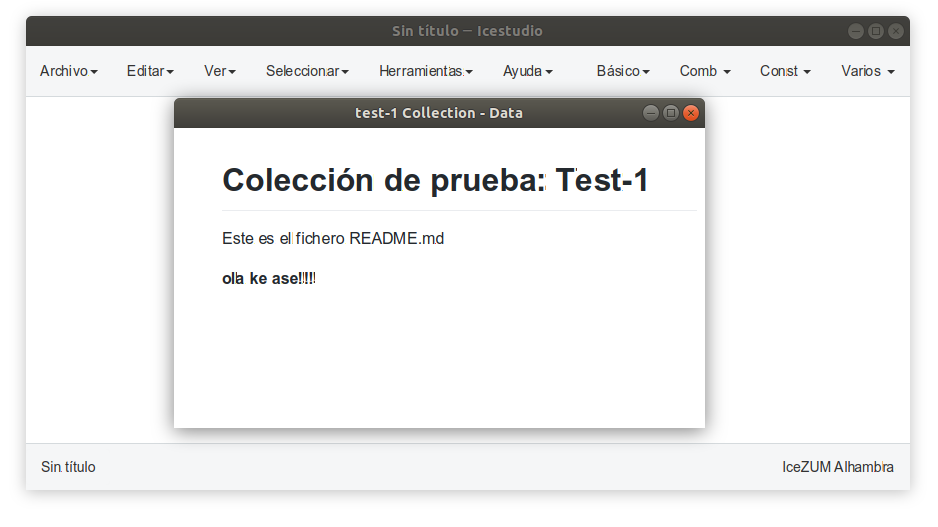 Sin título – Icestudio
Archivo Editar Ver Seleccionar Herramientas Ayuda Básico Comb Const Varios
test-1 Collection - Data
Colección de prueba: Test-1
Este es el fichero README.md
ola ke ase!!!!!
Sin título IceZUM Alhambra